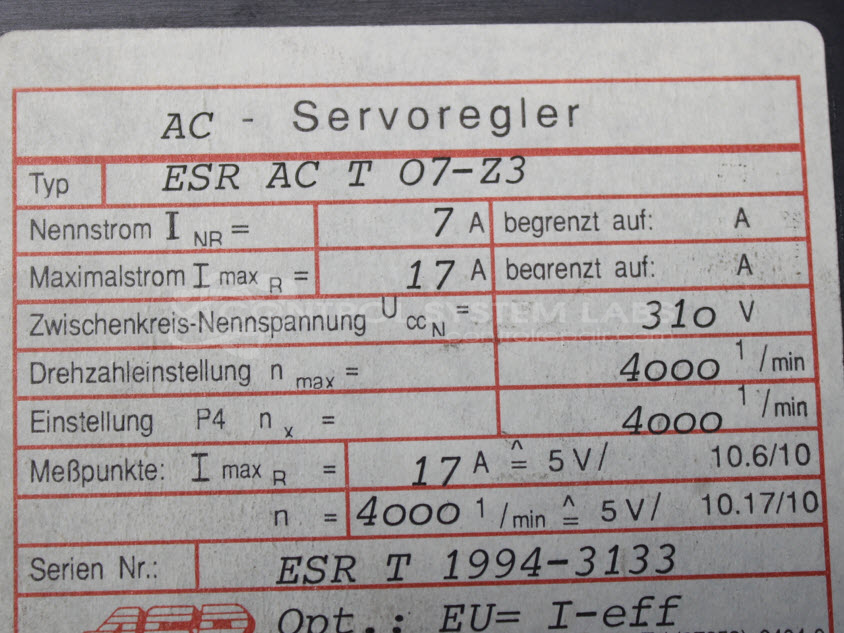 AC - Servoregler
Typ ESR AC T 07-Z3
Nennstrom I NR = 7 A begrenzt auf: A
Maximalstrom I max R = 17 A begrenzt auf: A
Zwischenkreis-Nennspannung U CC N = 310 V
Drehzahleinstellung n max = 4000 1/min
Einstellung P4 n x = 4000 1/min
Meßpunkte: I max R = 17 A ≙ 5 V/ 10.6/10
n = 4000 1/min ≙ 5 V/ 10.17/10
Serien Nr.: ESR T 1994-3133
Opt.: EU= I-eff